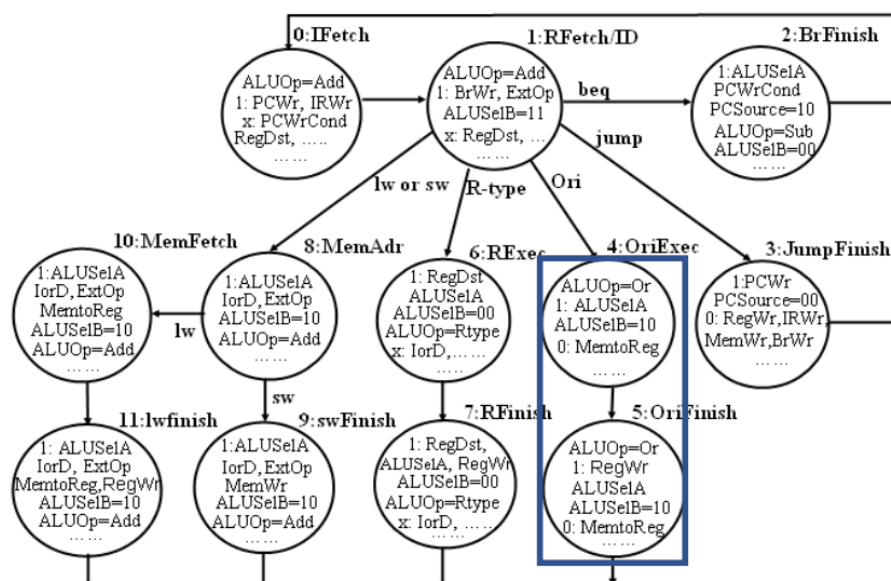 0:IFetch
ALUOp=Add
1: PCWr, IRWr
x: PCWrCond
RegDst, …..
……
1:RFetch/ID
ALUOp=Add
1: BrWr, ExtOp
ALUSelB=11
x: RegDst, …
……
2:BrFinish
1:ALUSelA
PCWrCond
PCSource=10
ALUOp=Sub
ALUSelB=00
……
beq
jump
lw or sw
R-type
Ori
10:MemFetch
1:ALUSelA
IorD,ExtOp
MemtoReg
ALUSelB=10
ALUOp=Add
……
8:MemAdr
1:ALUSelA
IorD,ExtOp
ALUSelB=10
ALUOp=Add
……
6:RExec
1: RegDst
ALUSelA
ALUSelB=00
ALUOp=Rtype
x: IorD,……
…..
4:OriExec
ALUOp=Or
1: ALUSelA
ALUSelB=10
0: MemtoReg
……
3:JumpFinish
1:PCWr
PCSource=00
0: RegWr,IRWr,
MemWr,BrWr
……
lw
sw
11:lwfinish
1: ALUSelA
IorD, ExtOp
MemtoReg,RegWr
ALUSelB=10
ALUOp=Add
……
9:swFinish
1:ALUSelA
IorD,ExtOp
MemWr
ALUSelB=10
ALUOp=Add
……
7:RFinish
1: RegDst,
ALUSelA, RegWr
ALUSelB=00
ALUOp=Rtype
x: IorD, …..
……
5:OriFinish
ALUOp=Or
1: RegWr
ALUSelA
ALUSelB=10
0: MemtoReg
……